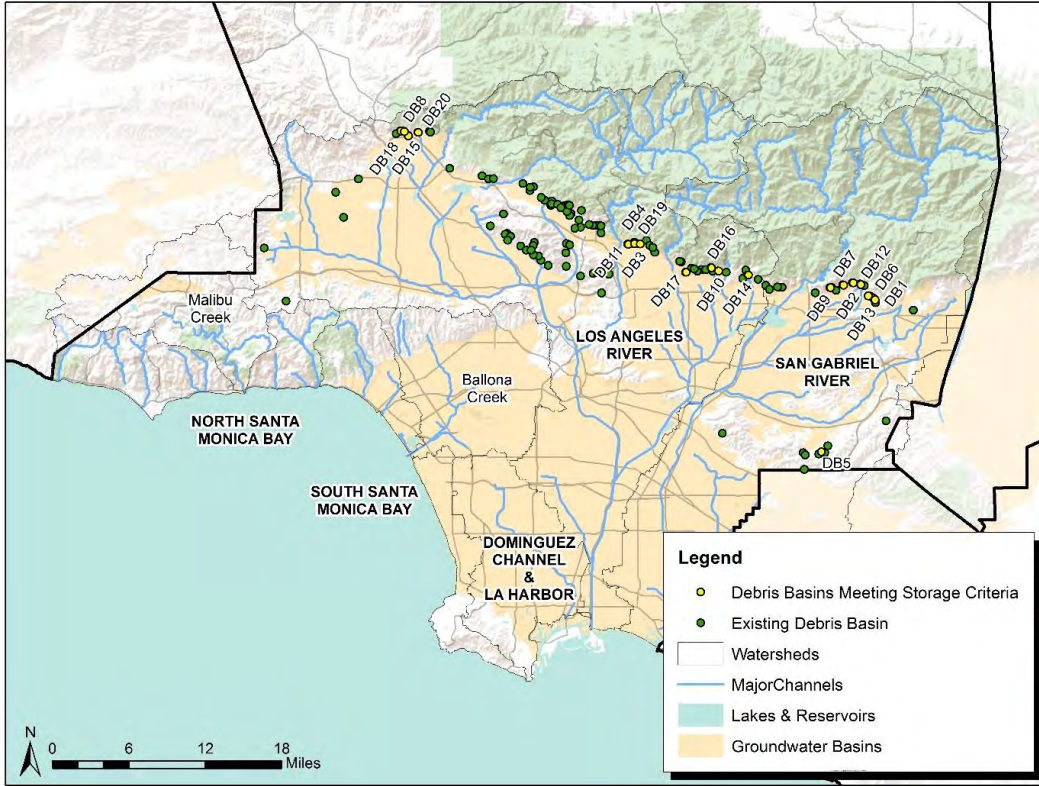 DB8
DB20
DB18
DB15
DB4
DB19
DB11
DB3
DB16
DB17
DB10
DB14
DB7
DB12
DB6
DB1
DB9
DB2
DB13
Malibu
Creek
LOS ANGELES
RIVER
SAN GABRIEL
RIVER
Ballona
Creek
NORTH SANTA
MONICA BAY
DB5
SOUTH SANTA
MONICA BAY
DOMINGUEZ
CHANNEL
&
LA HARBOR
Legend
Debris Basins Meeting Storage Criteria
Existing Debris Basin
Watersheds
MajorChannels
Lakes & Reservoirs
Groundwater Basins
N
0 6 12 18
Miles